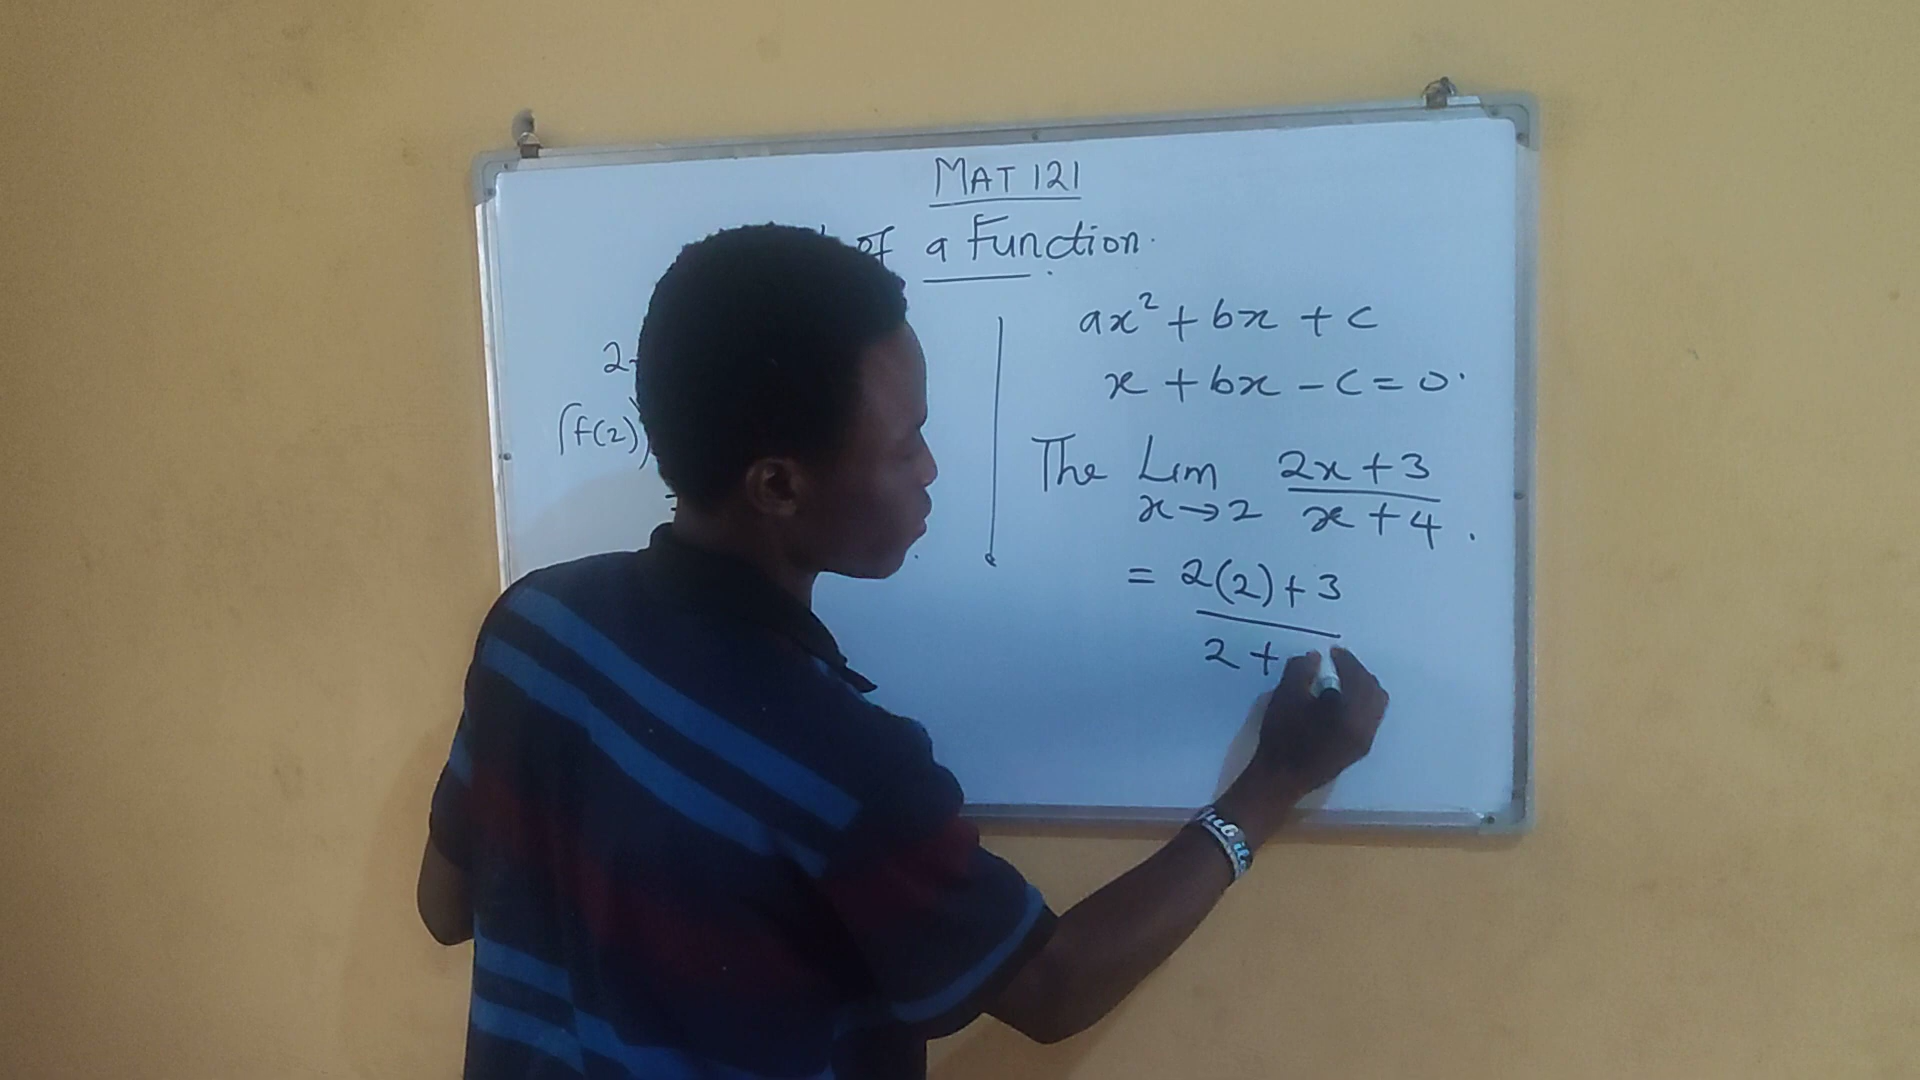 MAT 121
of a Function.
2
f(2)
ax² + bx + c
x + bx - c = 0.
The Lim 2x + 3
x → 2 x + 4.
= 2(2) + 3
2 +